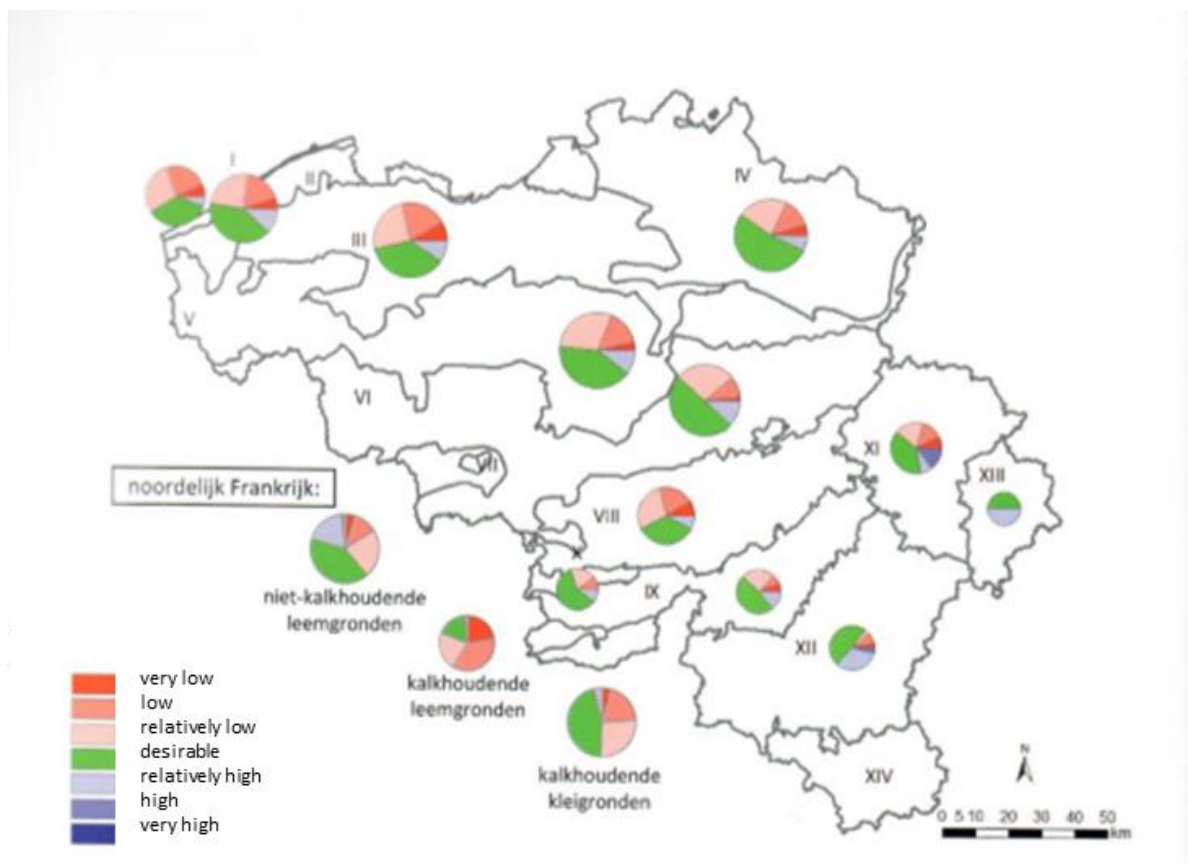 I
II
III
IV
V
VI
VII
VIII
X
IX
XI
XIII
XII
XIV
noordelijk Frankrijk:
niet-kalkhoudende
leemgronden
kalkhoudende
leemgronden
kalkhoudende
kleigronden
very low
low
relatively low
desirable
relatively high
high
very high
N
0 5 10 20 30 40 50
km